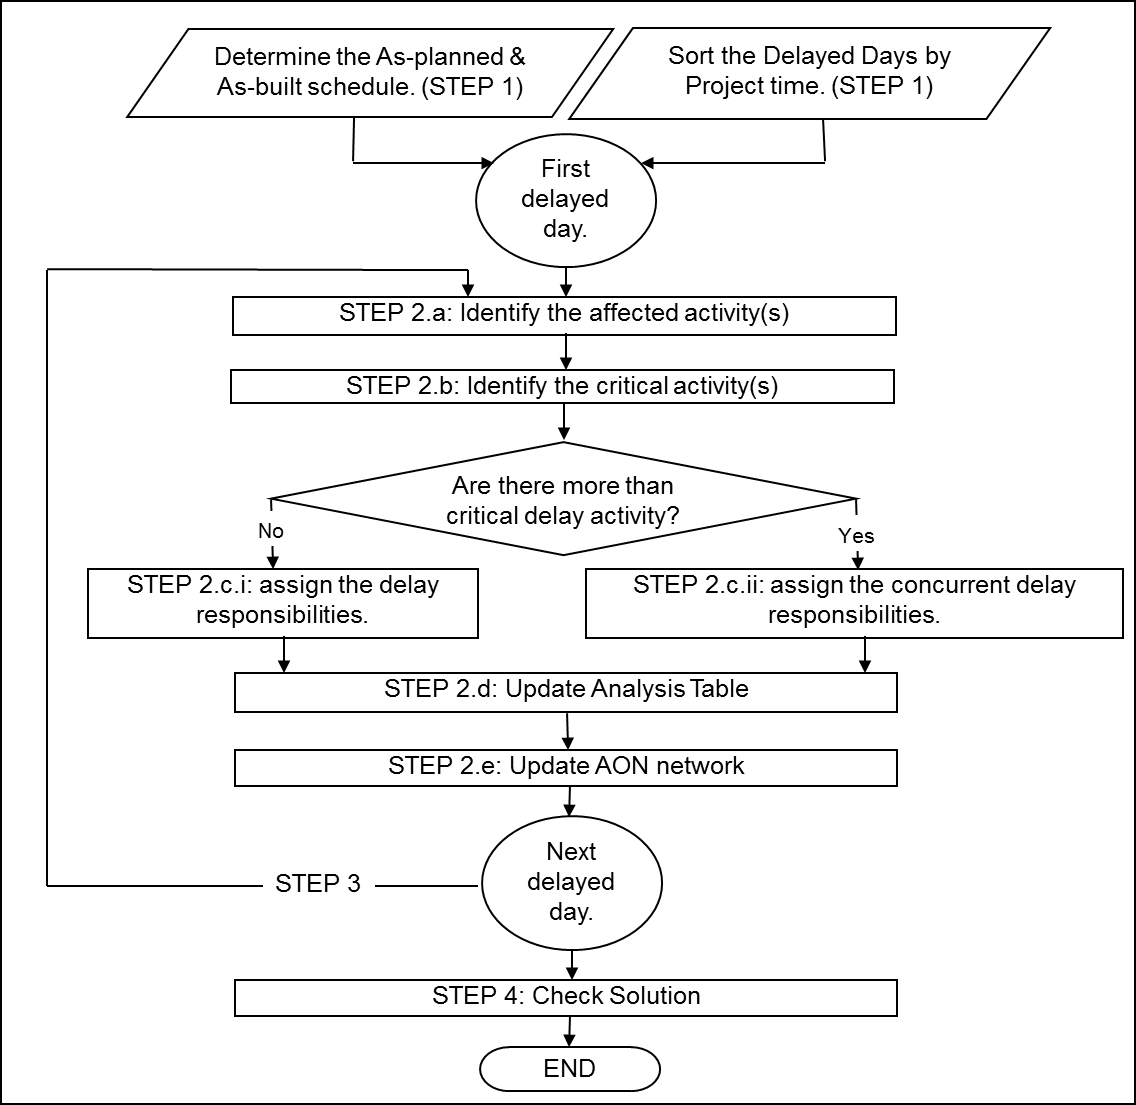 Determine the As-planned &
As-built schedule. (STEP 1)
Sort the Delayed Days by
Project time. (STEP 1)
First
delayed
day.
STEP 2.a: Identify the affected activity(s)
STEP 2.b: Identify the critical activity(s)
Are there more than
critical delay activity?
No
Yes
STEP 2.c.i: assign the delay
responsibilities.
STEP 2.c.ii: assign the concurrent delay
responsibilities.
STEP 2.d: Update Analysis Table
STEP 2.e: Update AON network
Next
delayed
day.
STEP 3
STEP 4: Check Solution
END